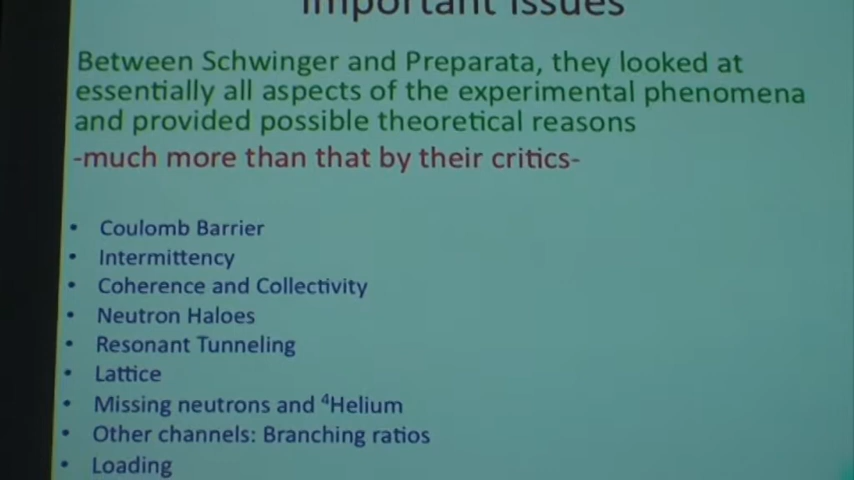 Important Issues
Between Schwinger and Preparata, they looked at
essentially all aspects of the experimental phenomena
and provided possible theoretical reasons
-much more than that by their critics-
• Coulomb Barrier
• Intermittency
• Coherence and Collectivity
• Neutron Haloes
• Resonant Tunneling
• Lattice
• Missing neutrons and ⁴Helium
• Other channels: Branching ratios
• Loading